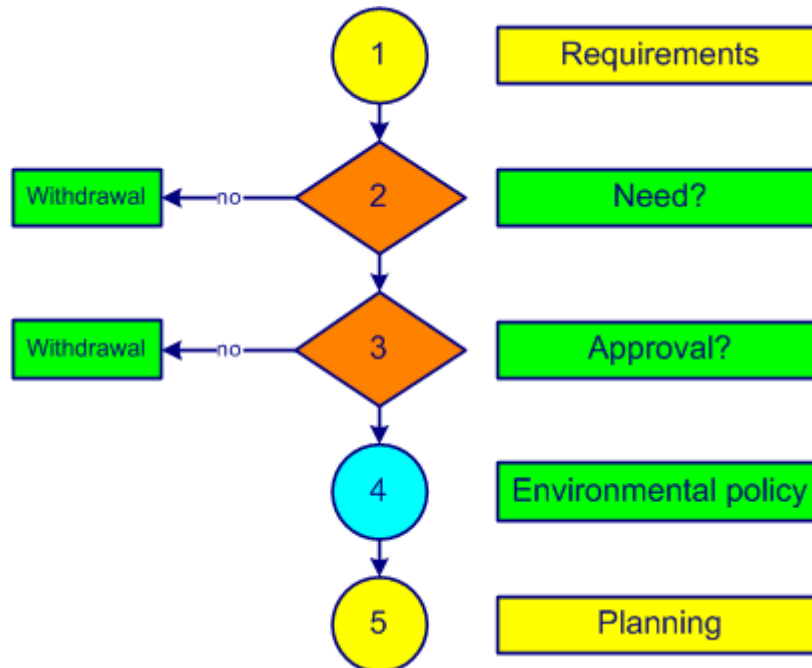 1
Requirements
Withdrawal
no
2
Need?
Withdrawal
no
3
Approval?
4
Environmental policy
5
Planning